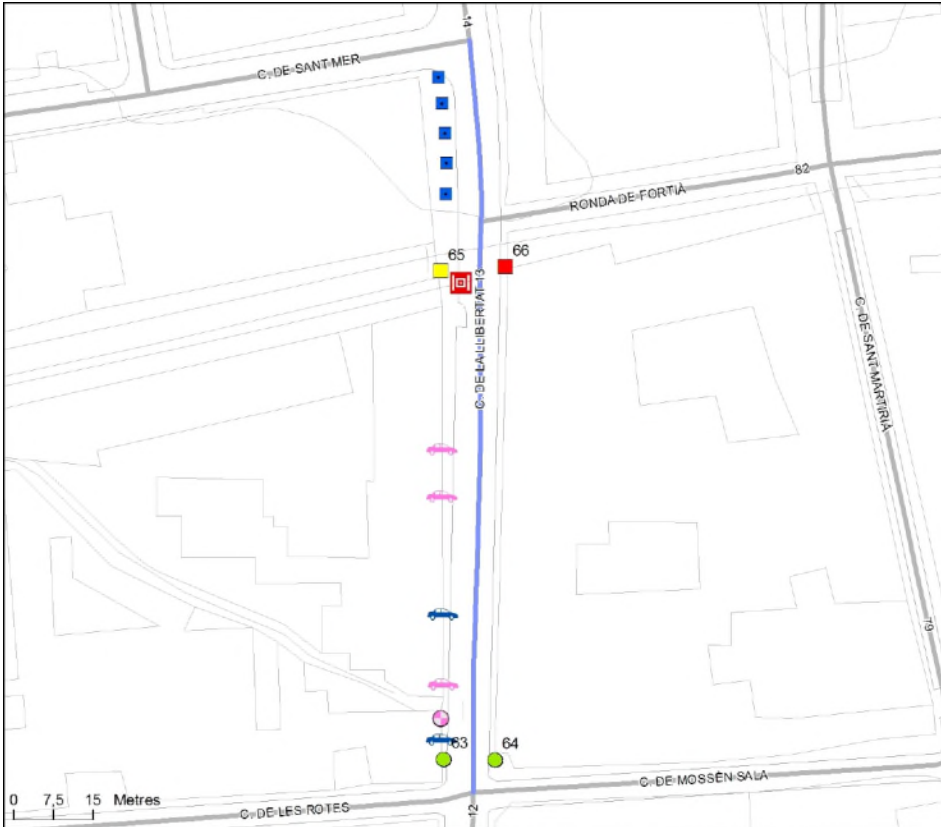 14
C. DE SANT MER
82
RONDA DE FORTIÀ
65
66
C. DE LA LLIBERTAT 13
C. DE SANT MARTIRIÀ
79
63
64
C. DE MOSSÈN SALA
0 7,5 15 Metres
C. DE LES ROTES
12